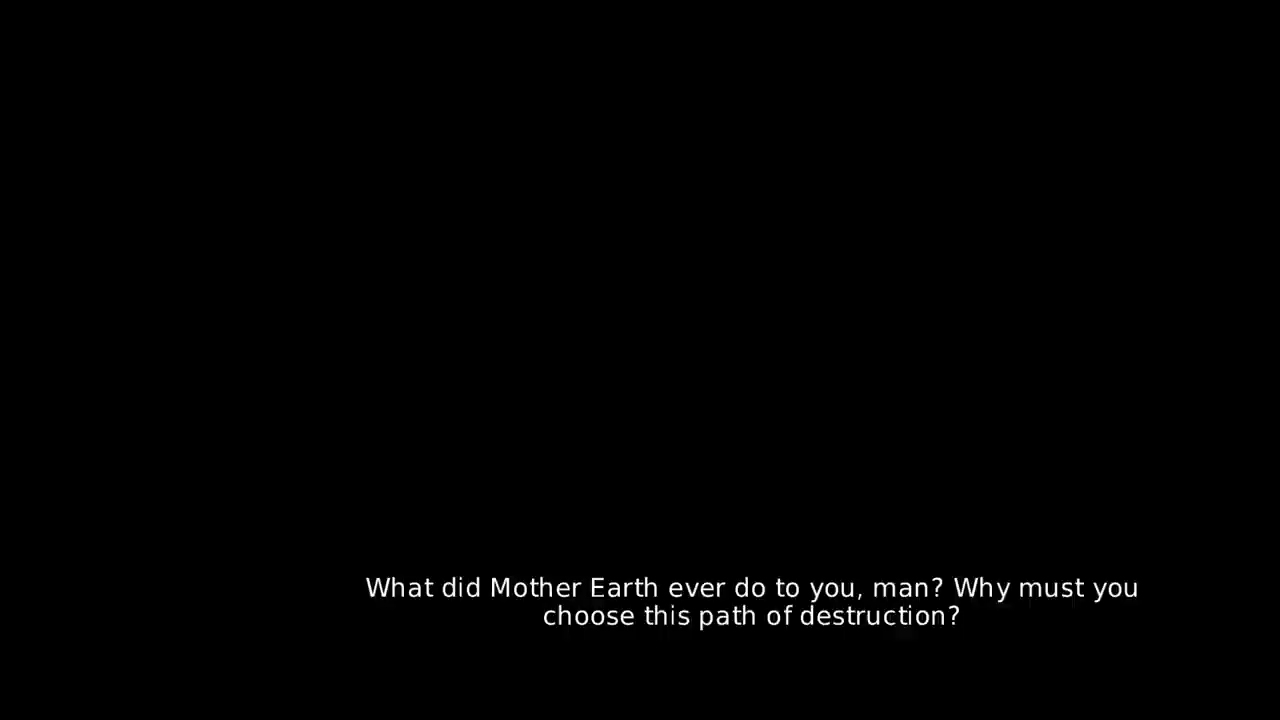 What did Mother Earth ever do to you, man? Why must you
choose this path of destruction?